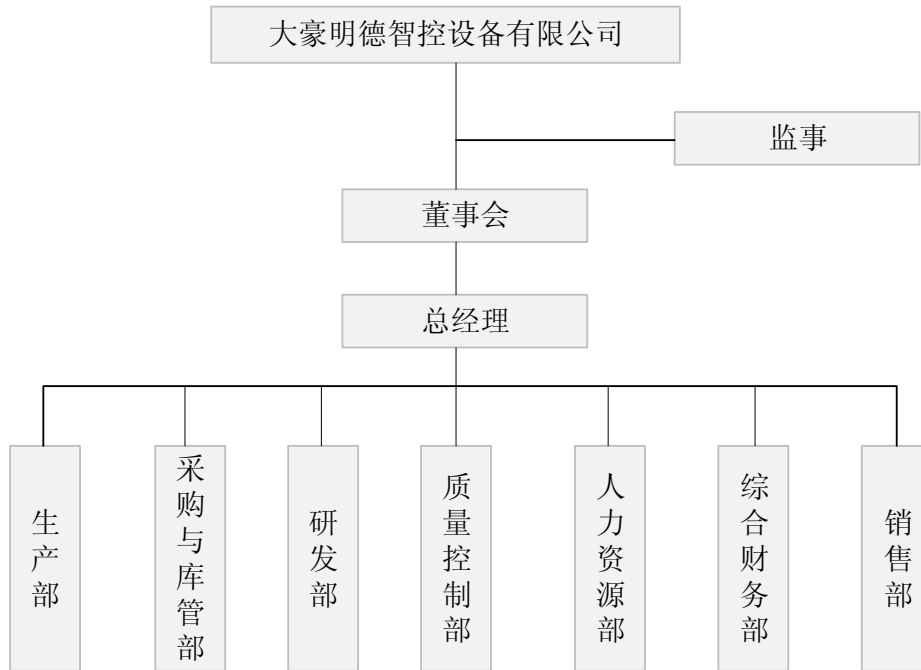 大豪明德智控设备有限公司
监事
董事会
总经理
生产部
采购与库管部
研发部
质量控制部
人力资源部
综合财务部
销售部